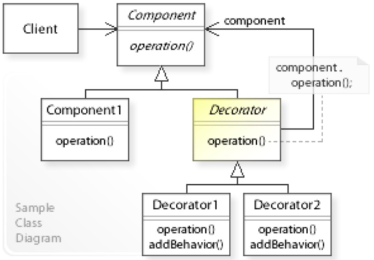 Client
Component
operation()
component
component.
operation();
Component1
operation()
Decorator
operation()
Decorator1
operation()
addBehavior()
Decorator2
operation()
addBehavior()
Sample
Class
Diagram